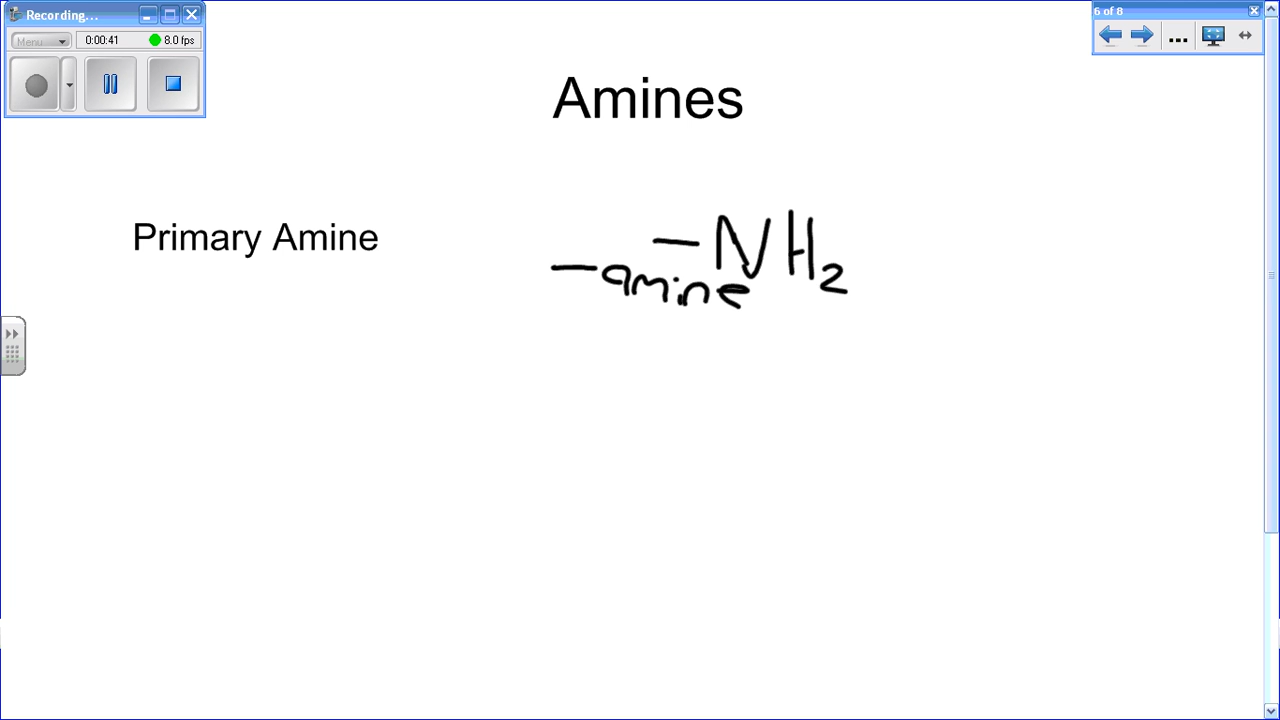 Recording...
6 of 8
Menu
0:00:41
8.0 fps
...
Amines
Primary Amine
–NH₂
–amine